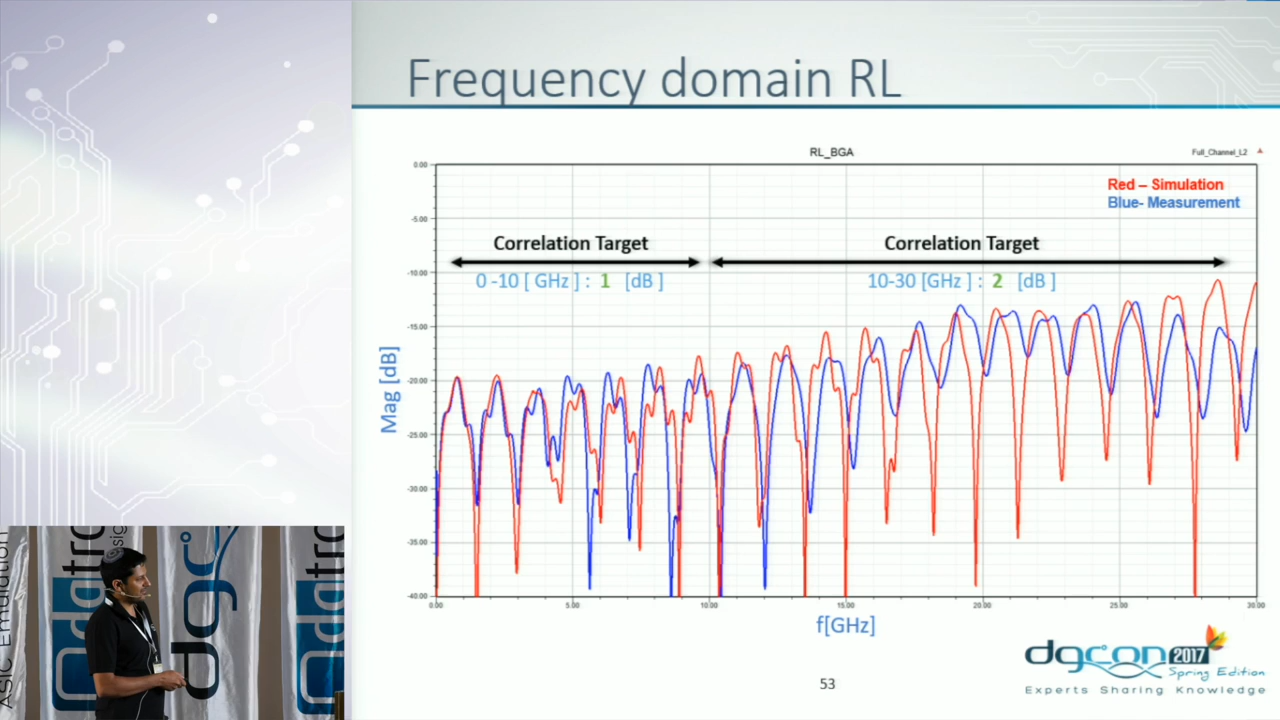 Frequency domain RL
RL_BGA
Full_Channel_L2
0.00
-5.00
-10.00
-15.00
-20.00
-25.00
-30.00
-35.00
-40.00
Red – Simulation
Blue- Measurement
Correlation Target
0 -10 [ GHz ] : 1 [dB ]
Correlation Target
10-30 [GHz ] : 2 [dB ]
Mag [dB]
0.00 5.00 10.00 15.00 20.00 25.00 30.00
f[GHz]
53
dgcon 2017
Spring Edition
Experts Sharing Knowledge
ASIC Emulation
dgc